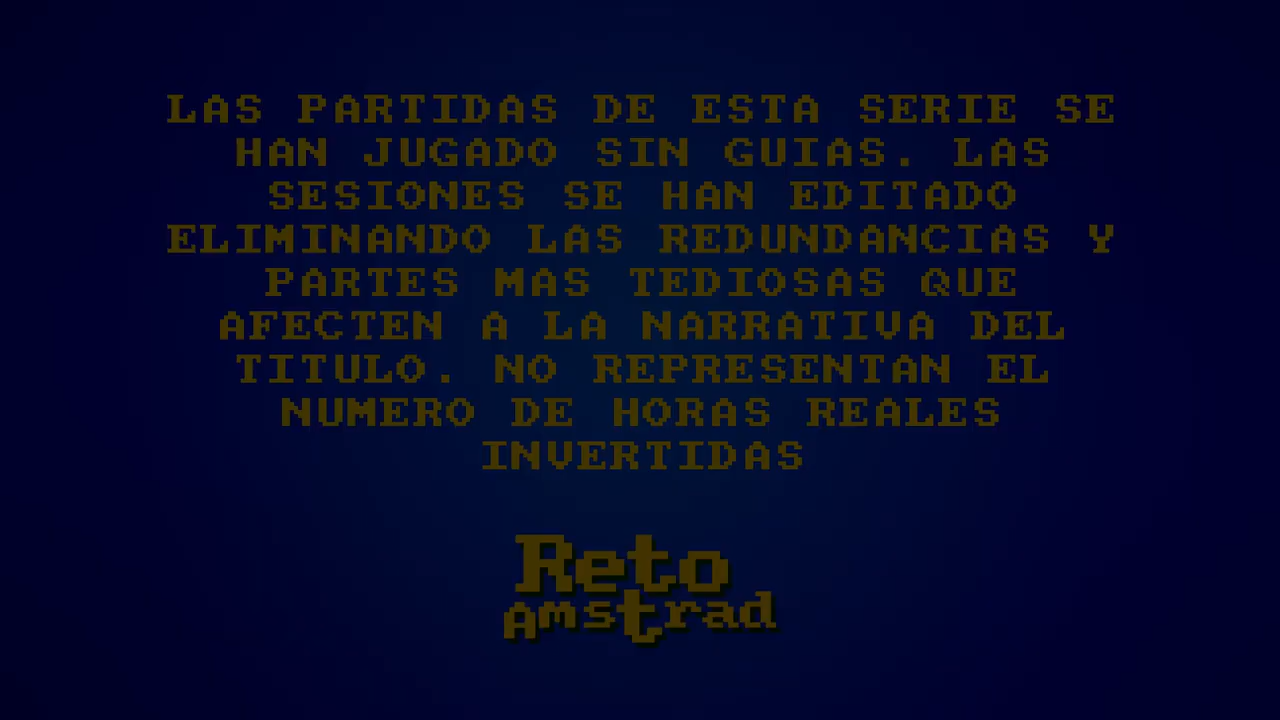 LAS PARTIDAS DE ESTA SERIE SE
HAN JUGADO SIN GUIAS. LAS
SESIONES SE HAN EDITADO
ELIMINANDO LAS REDUNDANCIAS Y
PARTES MAS TEDIOSAS QUE
AFECTEN A LA NARRATIVA DEL
TITULO. NO REPRESENTAN EL
NUMERO DE HORAS REALES
INVERTIDAS
Reto
Amstrad